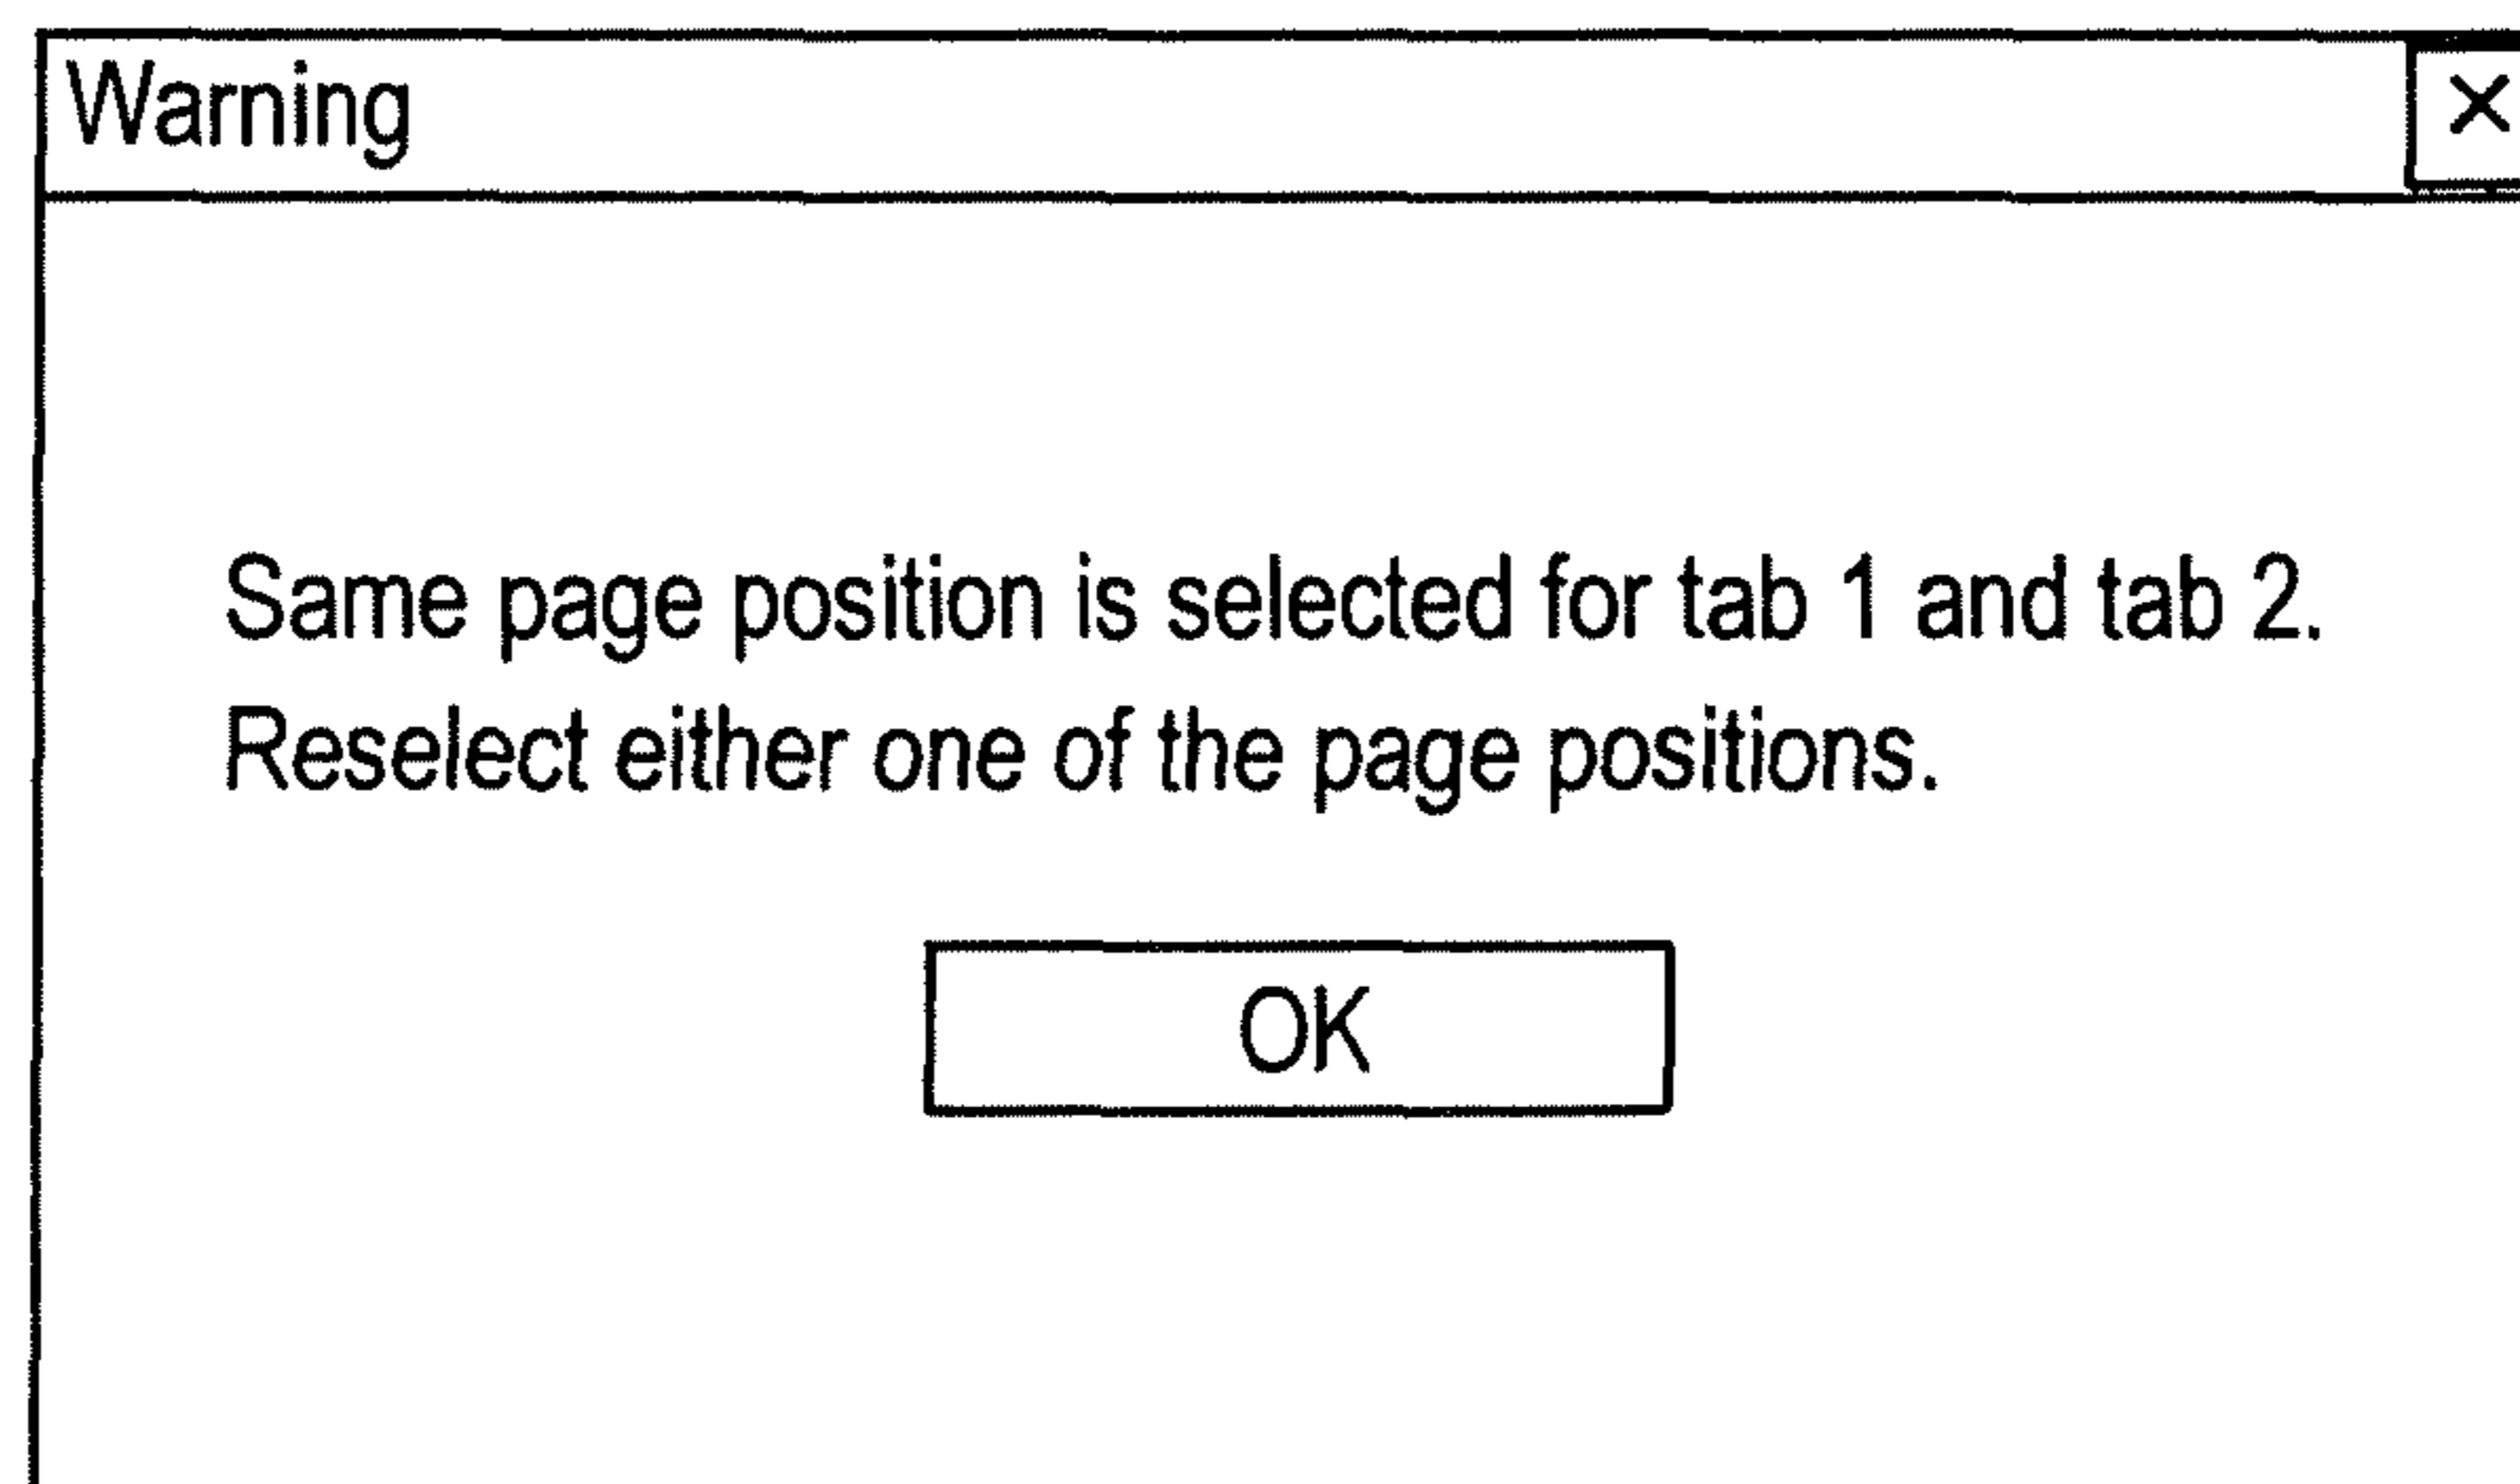 Warning
Same page position is selected for tab 1 and tab 2.
Reselect either one of the page positions.
OK